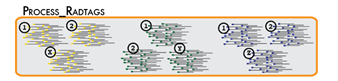 PROCESS_RADTAGS
1 2 1 1 2
X 2 Y Z